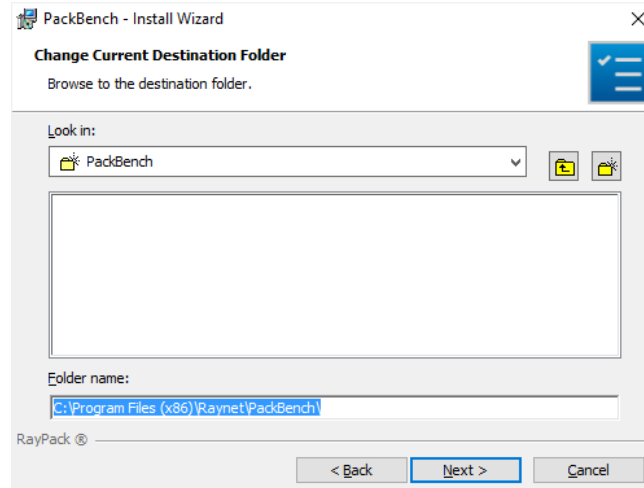 PackBench - Install Wizard
Change Current Destination Folder
Browse to the destination folder.
Look in:
PackBench
Folder name:
C:\Program Files (x86)\Raynet\PackBench\
RayPack ®
< Back Next > Cancel